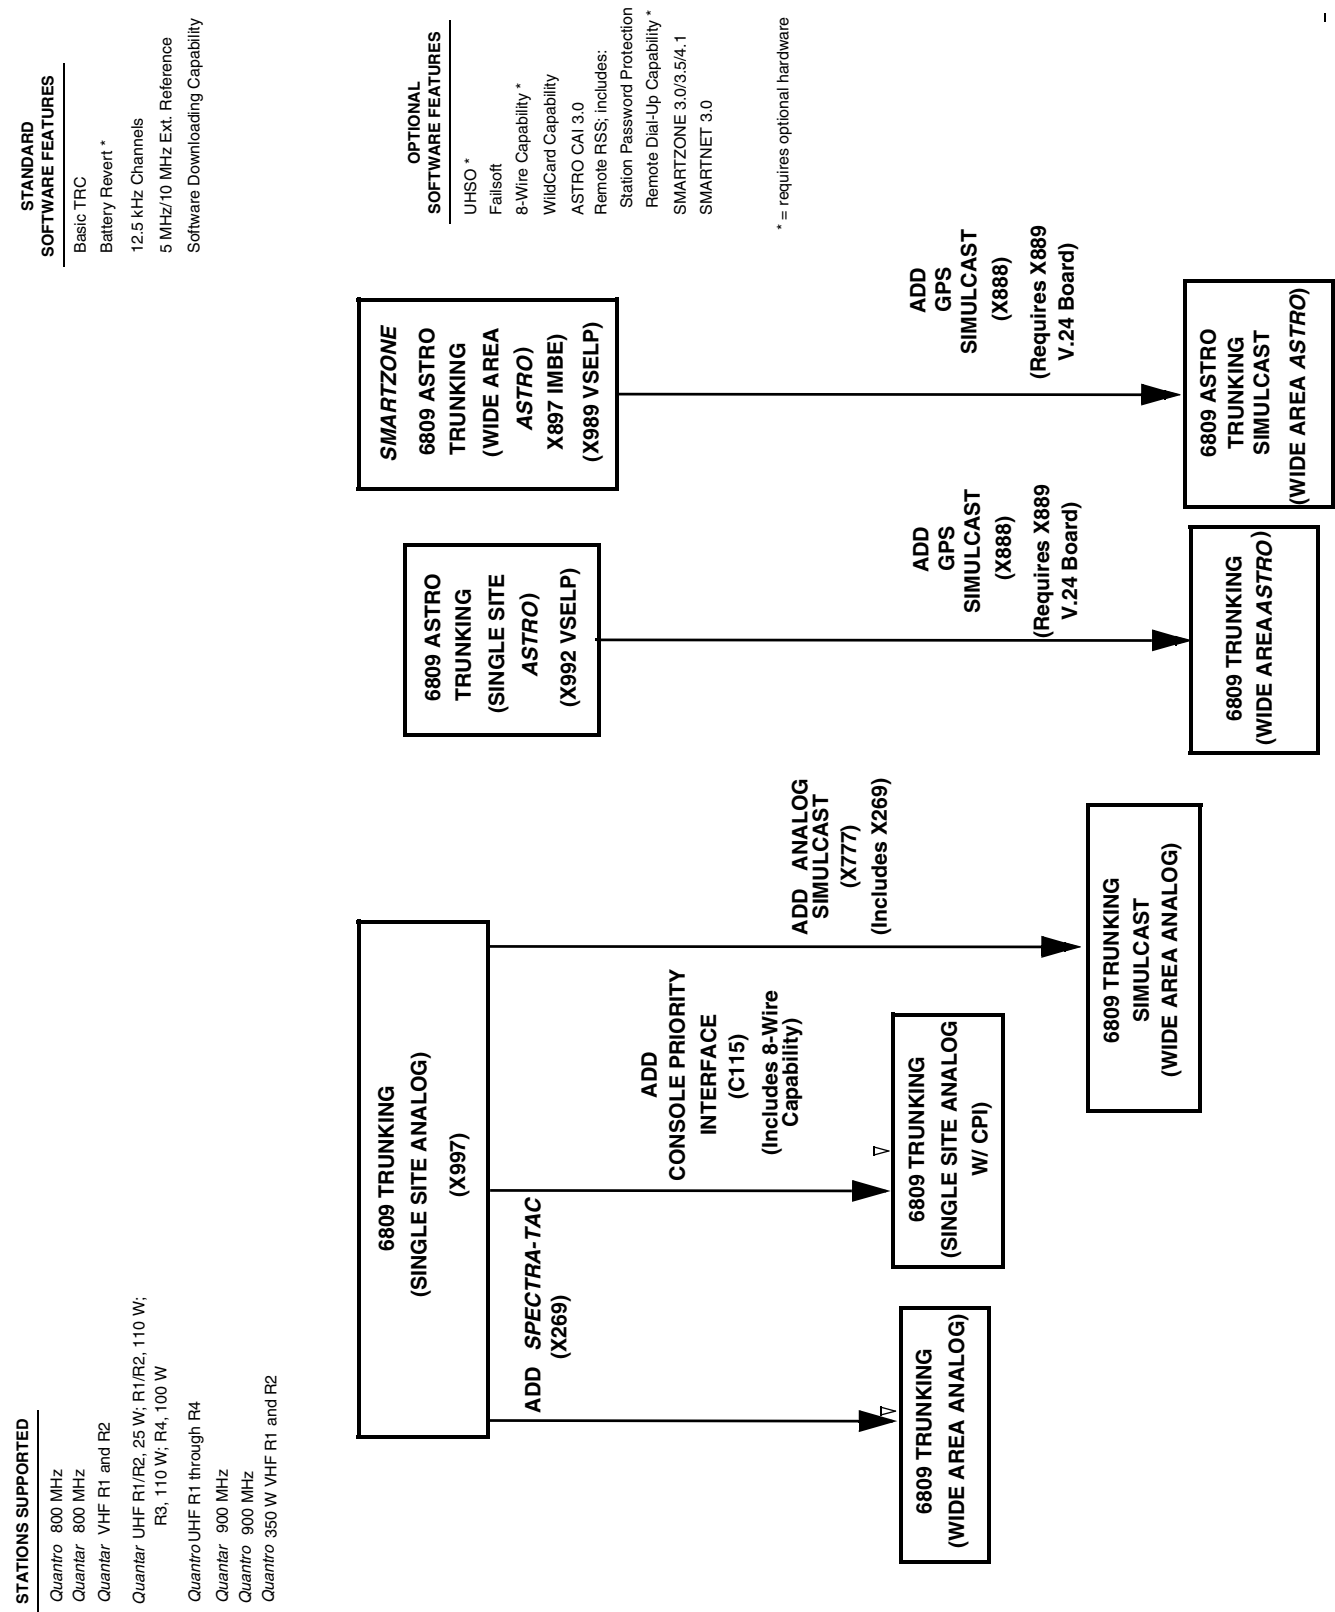 STATIONS SUPPORTED
Quantro 800 MHz
Quantar 800 MHz
Quantar VHF R1 and R2
Quantar UHF R1/R2, 25 W; R1/R2, 110 W;
R3, 110 W; R4, 100 W
Quantro UHF R1 through R4
Quantar 900 MHz
Quantro 900 MHz
Quantro 350 W VHF R1 and R2
STANDARD
SOFTWARE FEATURES
Basic TRC
Battery Revert *
12.5 kHz Channels
5 MHz/10 MHz Ext. Reference
Software Downloading Capability
OPTIONAL
SOFTWARE FEATURES
UHSO *
Failsoft
8-Wire Capability *
WildCard Capability
ASTRO CAI 3.0
Remote RSS; includes:
Station Password Protection
Remote Dial-Up Capability *
SMARTZONE 3.0/3.5/4.1
SMARTNET 3.0
* = requires optional hardware
6809 TRUNKING
(SINGLE SITE ANALOG)
(X997)
6809 ASTRO
TRUNKING
(SINGLE SITE
ASTRO)
(X992 VSELP)
SMARTZONE
6809 ASTRO
TRUNKING
(WIDE AREA
ASTRO)
X897 IMBE)
(X989 VSELP)
ADD SPECTRA-TAC
(X269)
ADD
CONSOLE PRIORITY
INTERFACE
(C115)
(Includes 8-Wire
Capability)
ADD ANALOG
SIMULCAST
(X777)
(Includes X269)
ADD
GPS
SIMULCAST
(X888)
(Requires X889
V.24 Board)
ADD
GPS
SIMULCAST
(X888)
(Requires X889
V.24 Board)
6809 TRUNKING
(WIDE AREA ANALOG)
6809 TRUNKING
(SINGLE SITE ANALOG
W/ CPI)
6809 TRUNKING
SIMULCAST
(WIDE AREA ANALOG)
6809 TRUNKING
(WIDE AREA ASTRO)
6809 ASTRO
TRUNKING
SIMULCAST
(WIDE AREA ASTRO)